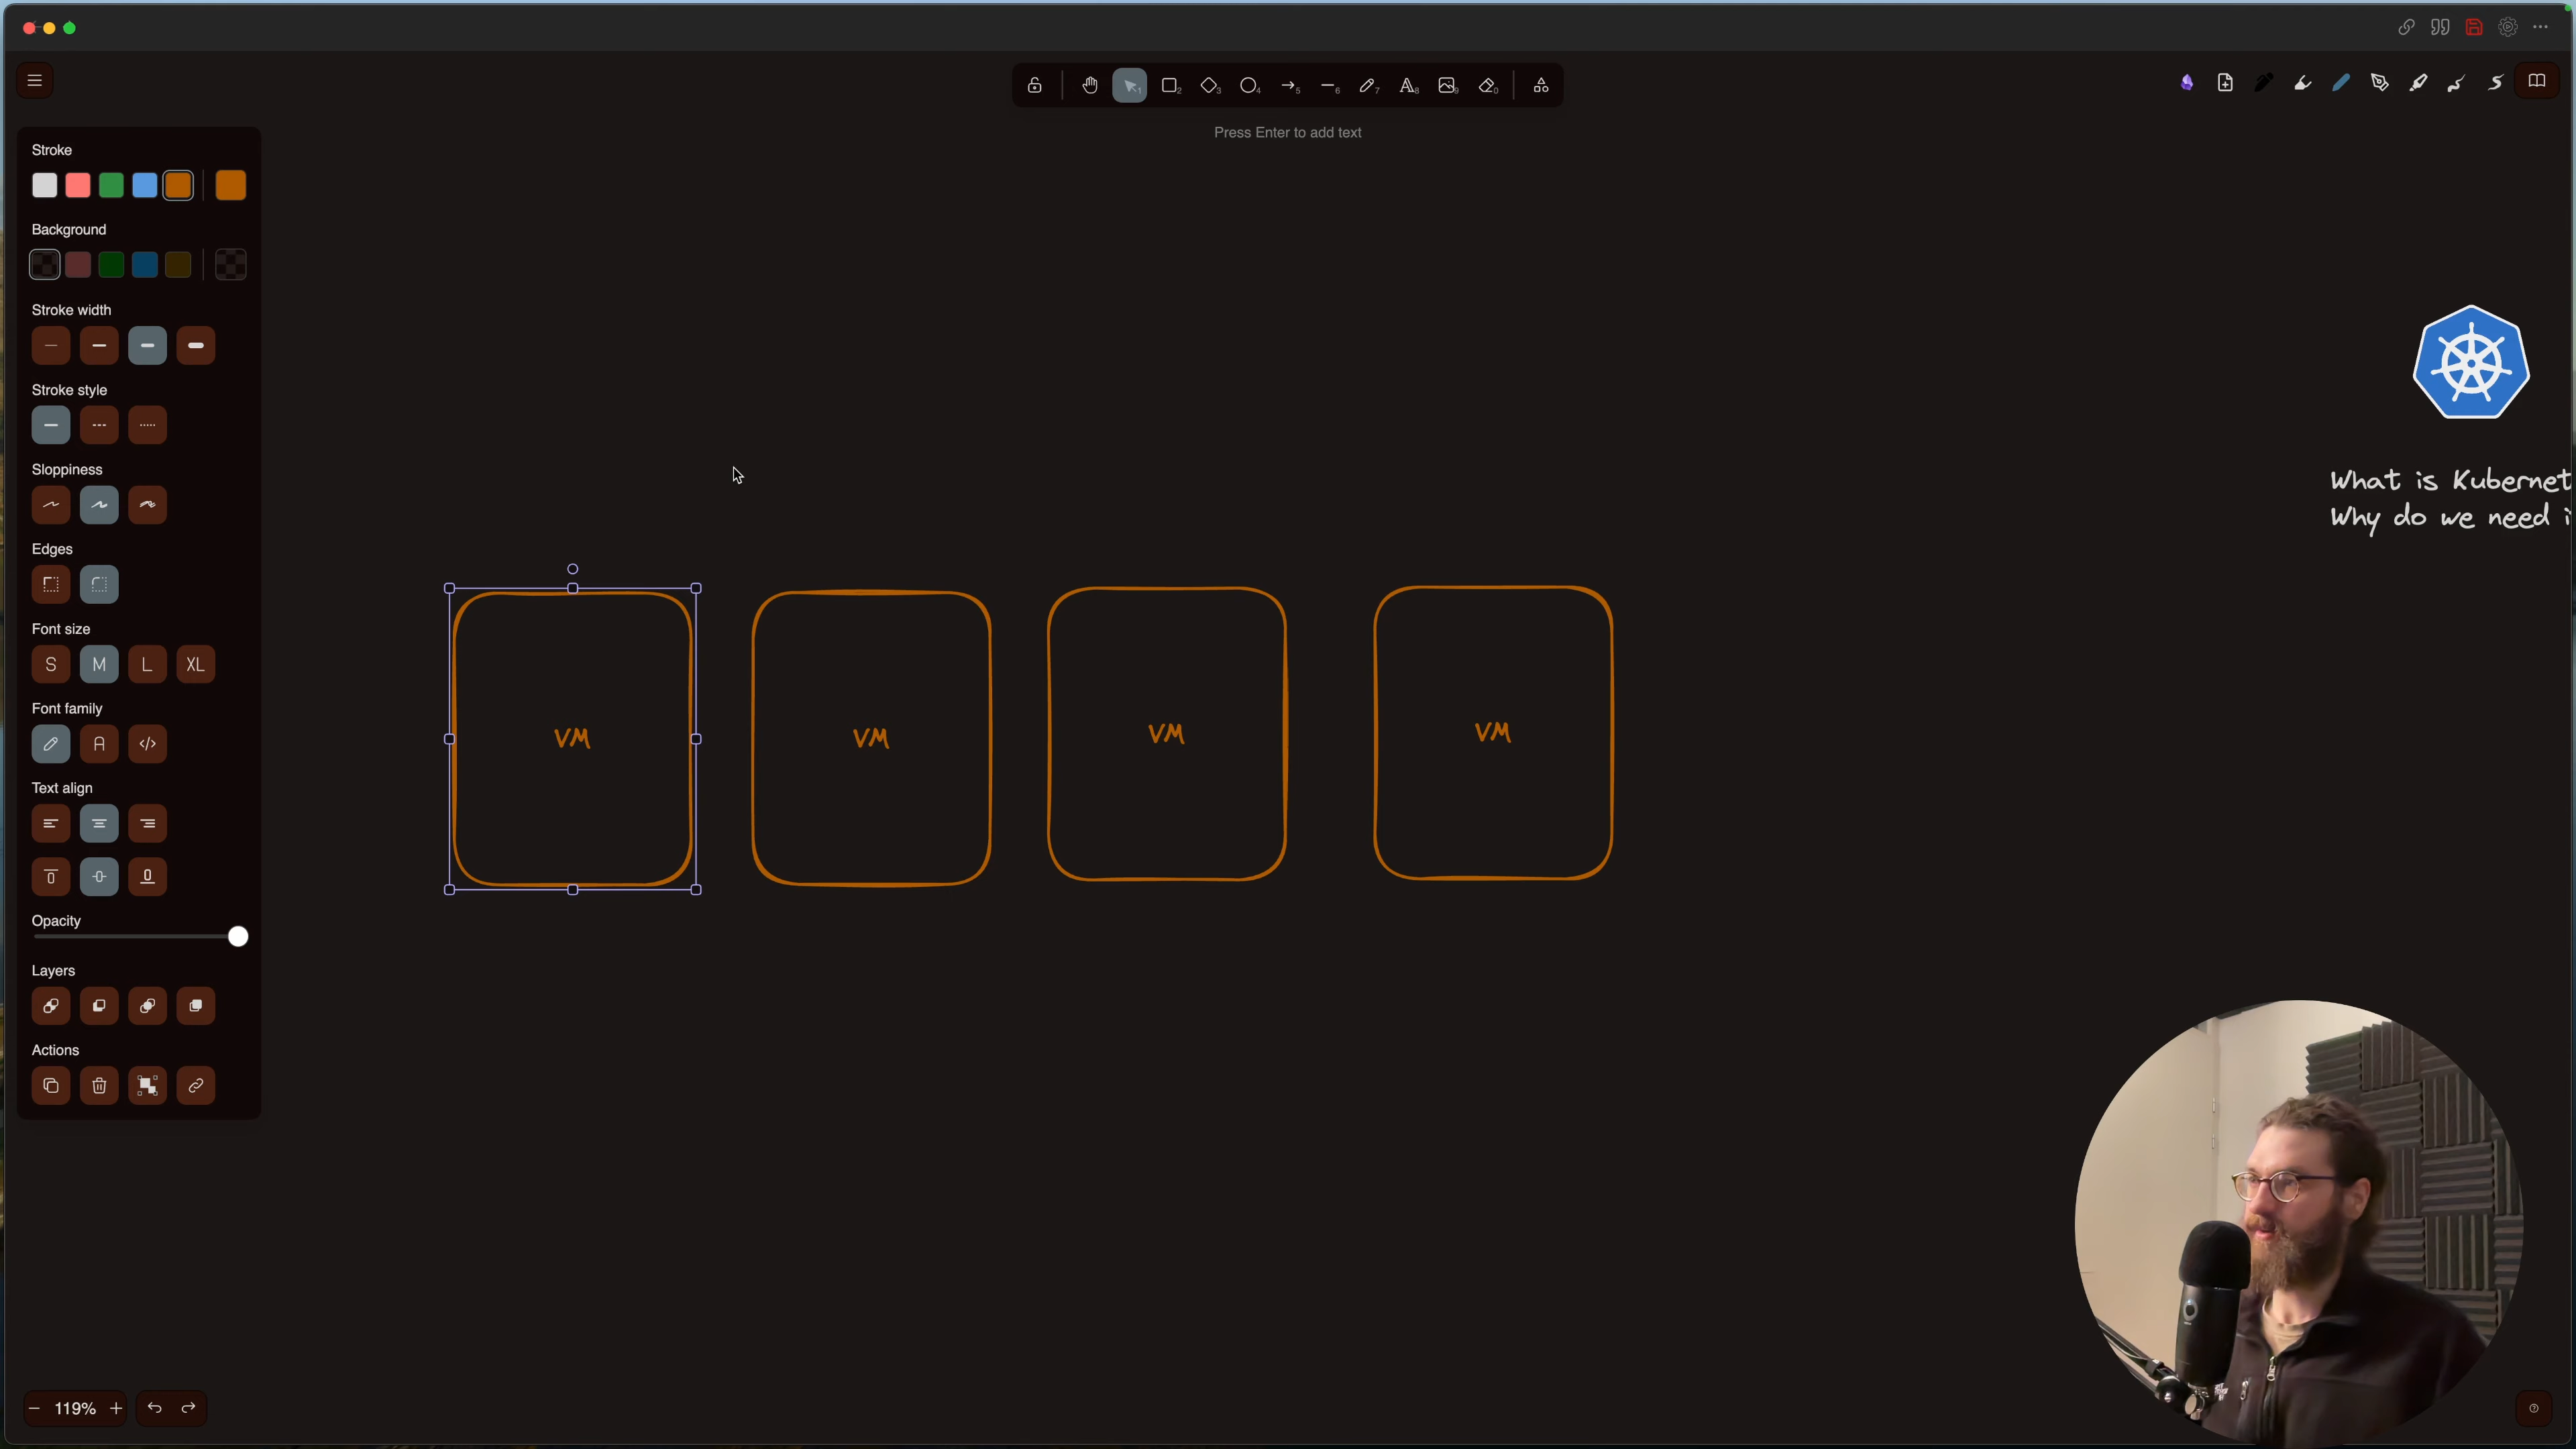 Press Enter to add text
Stroke
Background
Stroke width
Stroke style
Sloppiness
Edges
Font size
S M L XL
Font family
Text align
Opacity
Layers
Actions
119%
VM
VM
VM
VM
What is Kubernet
Why do we need i